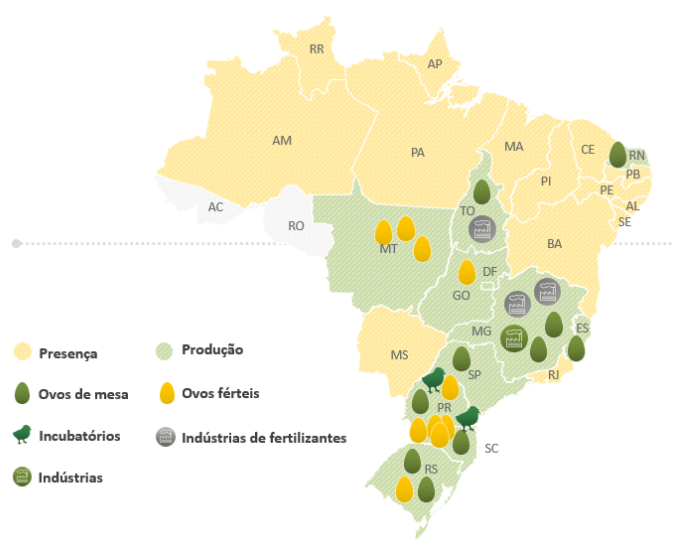 RR
AP
AM
PA
MA
CE
RN
PI
PB
PE
AL
SE
TO
AC
RO
BA
MT
DF
GO
MG
ES
MS
SP
RJ
PR
SC
RS
Presença
Produção
Ovos de mesa
Ovos férteis
Incubatórios
Indústrias de fertilizantes
Indústrias